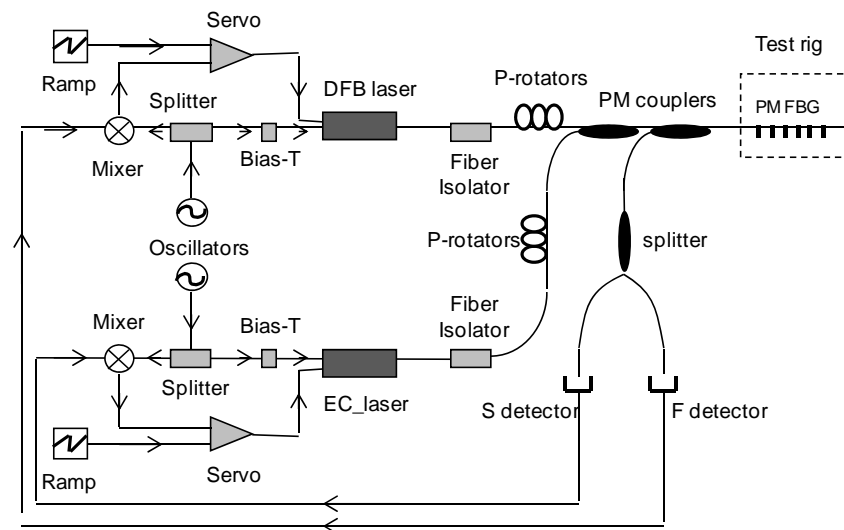 Servo
Ramp
Splitter
DFB laser
P-rotators
PM couplers
Test rig
PM FBG
Mixer
Bias-T
Fiber
Isolator
Oscillators
P-rotators
splitter
Mixer
Bias-T
Fiber
Isolator
Splitter
EC_laser
S detector
F detector
Ramp
Servo